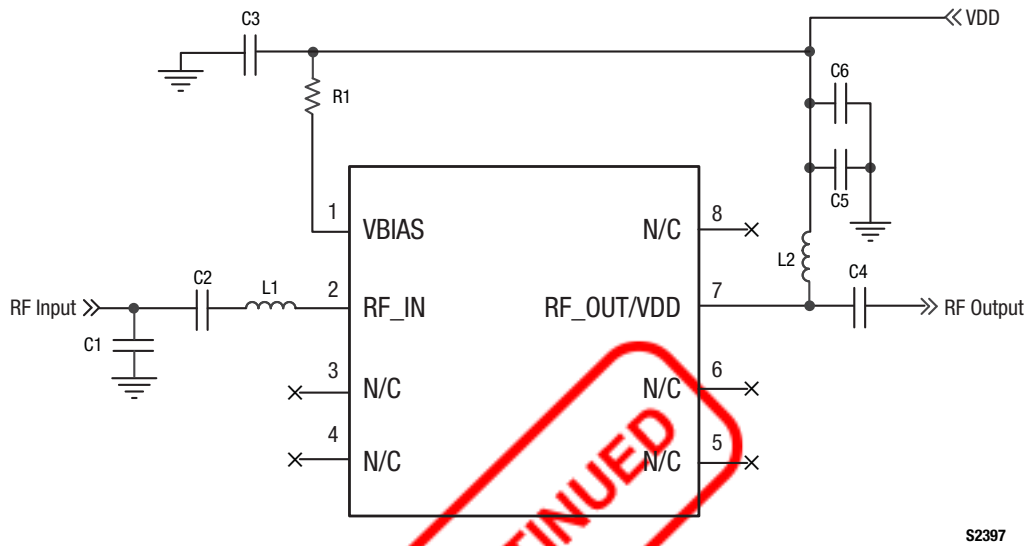 C3
VDD
C6
R1
C5
1
VBIAS
N/C
8
L2
C4
C2
L1
RF Input
2
RF_IN
RF_OUT/VDD
7
RF Output
C1
3
N/C
N/C
6
4
N/C
N/C
5
TINUED
S2397